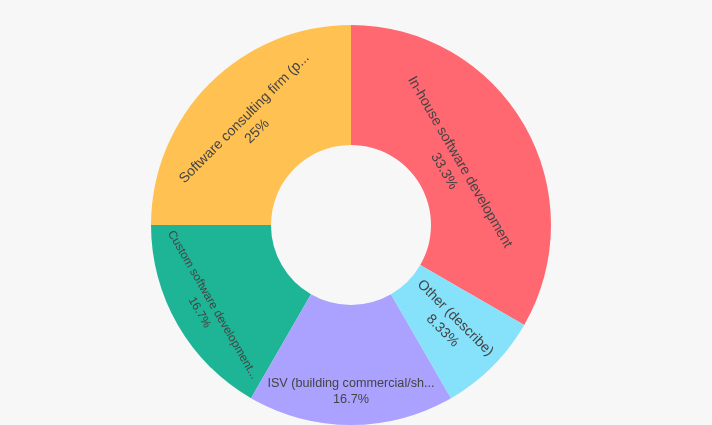 In-house software development
33.3%
Other (describe)
8.33%
ISV (building commercial/sh...
16.7%
Custom software development...
16.7%
Software consulting firm (p...
25%